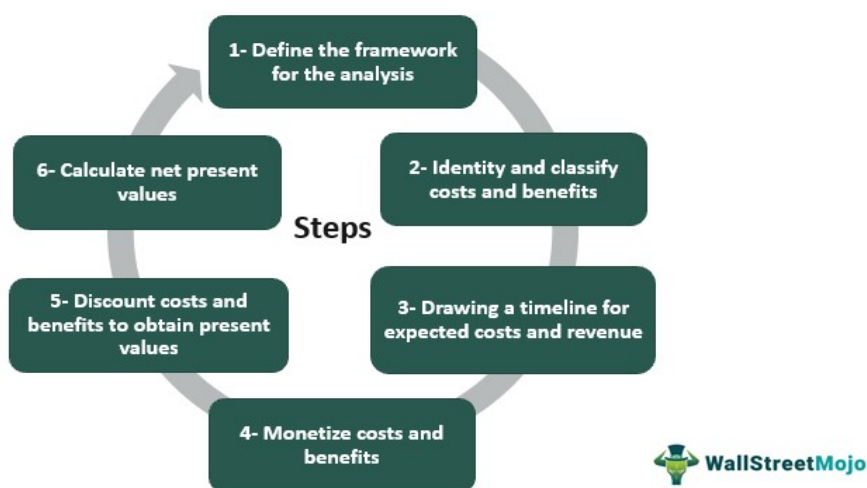 1- Define the framework
for the analysis
2- Identity and classify
costs and benefits
3- Drawing a timeline for
expected costs and revenue
4- Monetize costs and
benefits
5- Discount costs and
benefits to obtain present
values
6- Calculate net present
values
Steps
WallStreetMojo